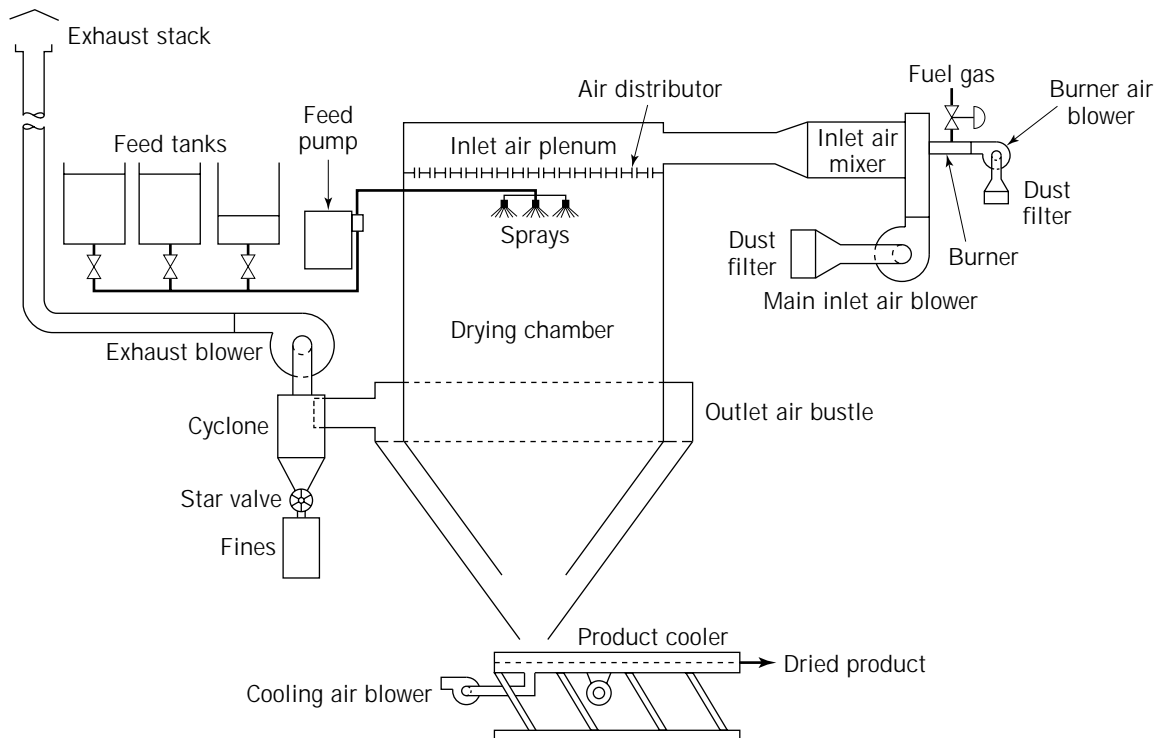 Exhaust stack
Fuel gas
Burner air
blower
Air distributor
Feed
pump
Feed tanks
Inlet air plenum
Inlet air
mixer
Dust
filter
Sprays
Dust
filter
Burner
Main inlet air blower
Drying chamber
Exhaust blower
Outlet air bustle
Cyclone
Star valve
Fines
Product cooler
Dried product
Cooling air blower